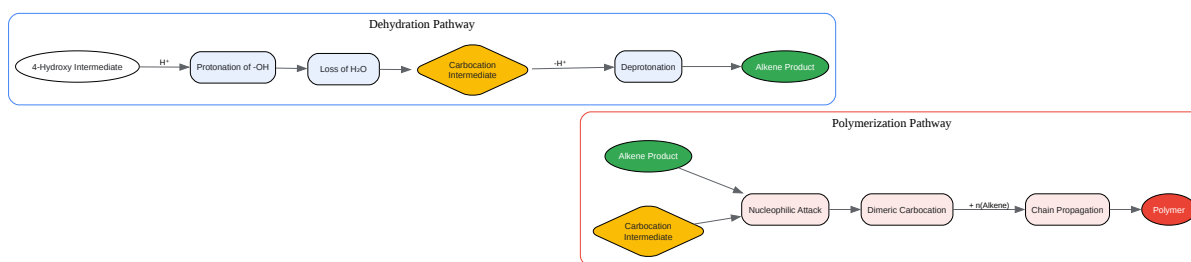 Dehydration Pathway
4-Hydroxy Intermediate
H⁺
Protonation of -OH
Loss of H₂O
Carbocation
Intermediate
-H⁺
Deprotonation
Alkene Product
Polymerization Pathway
Alkene Product
Carbocation
Intermediate
Nucleophilic Attack
Dimeric Carbocation
+ n(Alkene)
Chain Propagation
Polymer